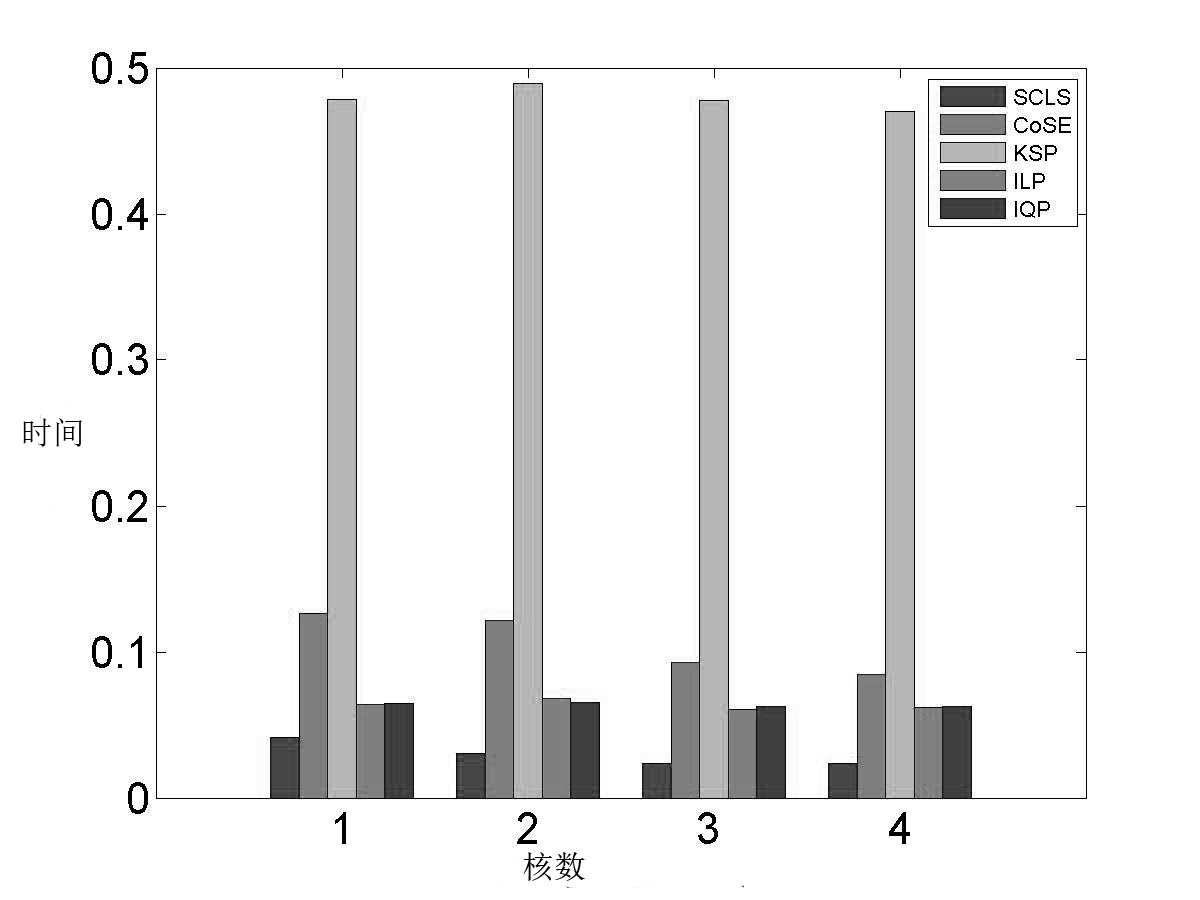 0.5
SCLS
CoSE
KSP
ILP
IQP
0.4
0.3
时间
0.2
0.1
0
1 2 3 4
核数